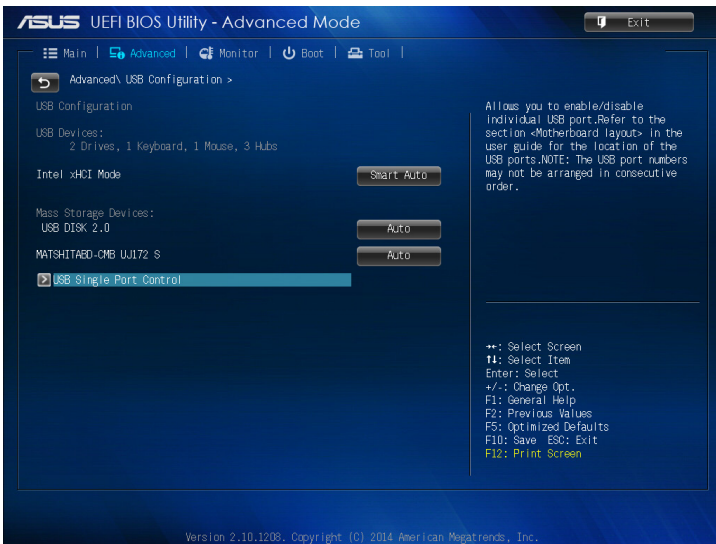 ASUS UEFI BIOS Utility - Advanced Mode
Exit
Main | Advanced | Monitor | Boot | Tool |
Advanced\ USB Configuration >
USB Configuration
USB Devices:
2 Drives, 1 Keyboard, 1 Mouse, 3 Hubs
Intel xHCI Mode
Smart Auto
Mass Storage Devices:
USB DISK 2.0
Auto
MATSHITABD-CMB UJ172 S
Auto
USB Single Port Control
Allows you to enable/disable
individual USB port.Refer to the
section <Motherboard layout> in the
user guide for the location of the
USB ports.NOTE: The USB port numbers
may not be arranged in consecutive
order.
→←: Select Screen
↑↓: Select Item
Enter: Select
+/-: Change Opt.
F1: General Help
F2: Previous Values
F5: Optimized Defaults
F10: Save ESC: Exit
F12: Print Screen
Version 2.10.1208. Copyright (C) 2014 American Megatrends, Inc.